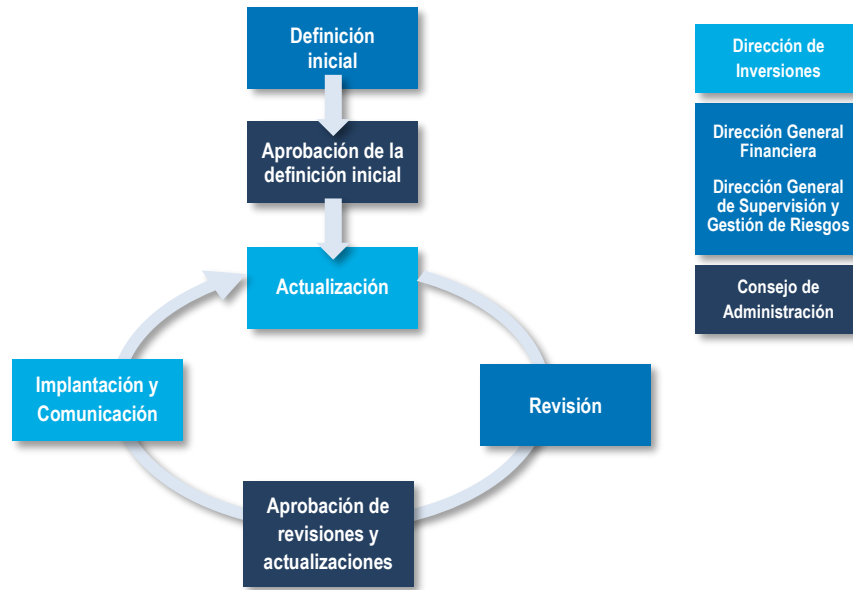 Definición
inicial
Aprobación de la
definición inicial
Actualización
Implantación y
Comunicación
Revisión
Aprobación de
revisiones y
actualizaciones
Dirección de
Inversiones
Dirección General
Financiera
Dirección General
de Supervisión y
Gestión de Riesgos
Consejo de
Administración